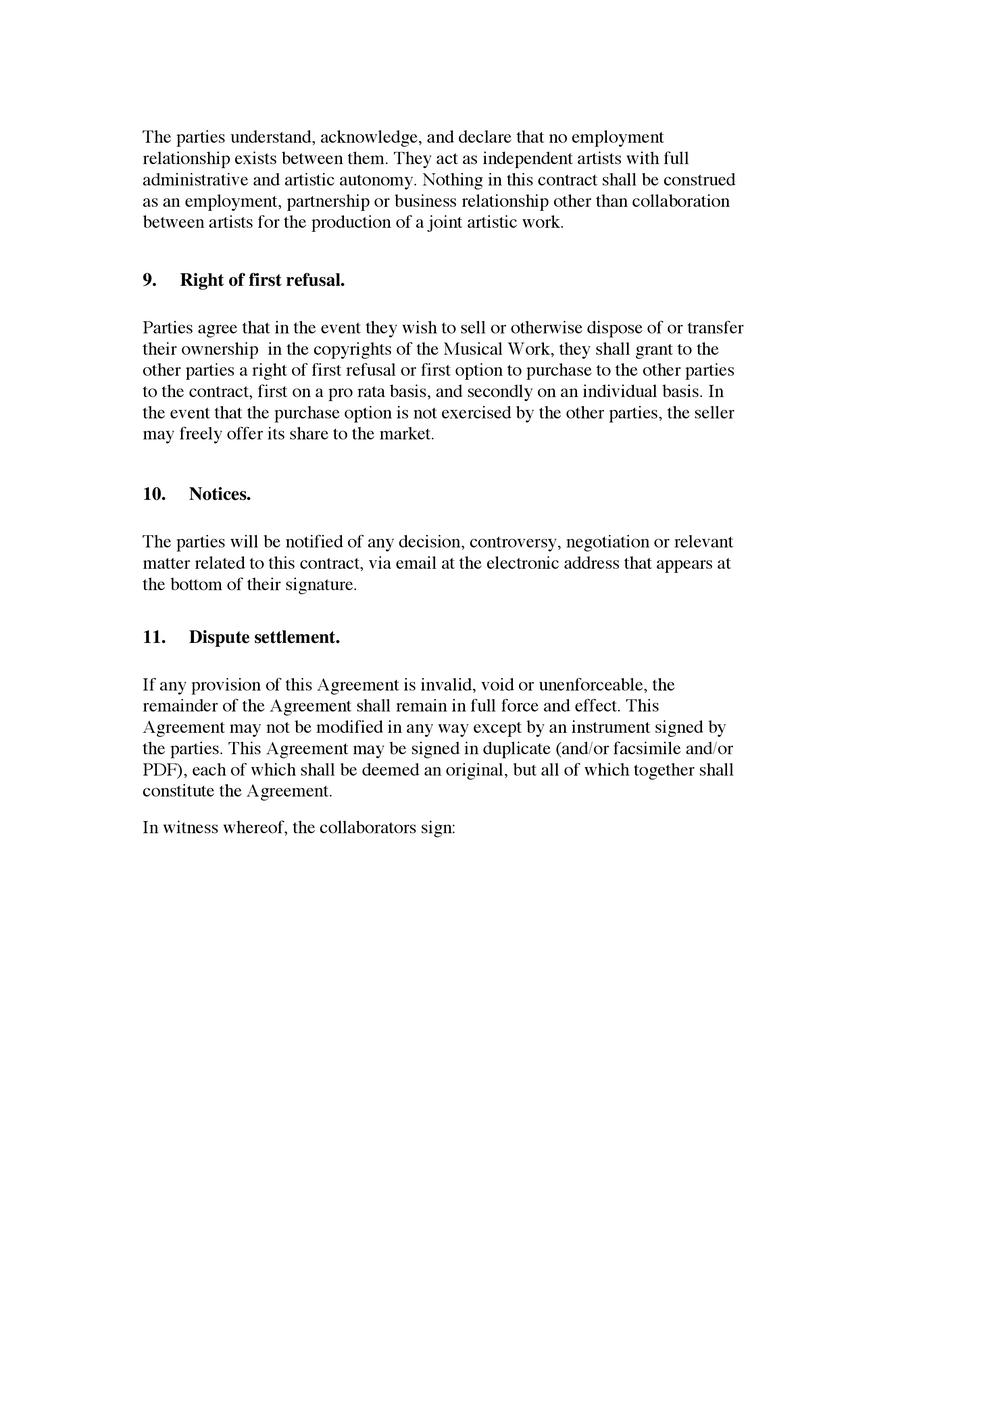 The parties understand, acknowledge, and declare that no employment
relationship exists between them. They act as independent artists with full
administrative and artistic autonomy. Nothing in this contract shall be construed
as an employment, partnership or business relationship other than collaboration
between artists for the production of a joint artistic work.
9. Right of first refusal.
Parties agree that in the event they wish to sell or otherwise dispose of or transfer
their ownership  in the copyrights of the Musical Work, they shall grant to the
other parties a right of first refusal or first option to purchase to the other parties
to the contract, first on a pro rata basis, and secondly on an individual basis. In
the event that the purchase option is not exercised by the other parties, the seller
may freely offer its share to the market.
10. Notices.
The parties will be notified of any decision, controversy, negotiation or relevant
matter related to this contract, via email at the electronic address that appears at
the bottom of their signature.
11. Dispute settlement.
If any provision of this Agreement is invalid, void or unenforceable, the
remainder of the Agreement shall remain in full force and effect. This
Agreement may not be modified in any way except by an instrument signed by
the parties. This Agreement may be signed in duplicate (and/or facsimile and/or
PDF), each of which shall be deemed an original, but all of which together shall
constitute the Agreement.
In witness whereof, the collaborators sign: